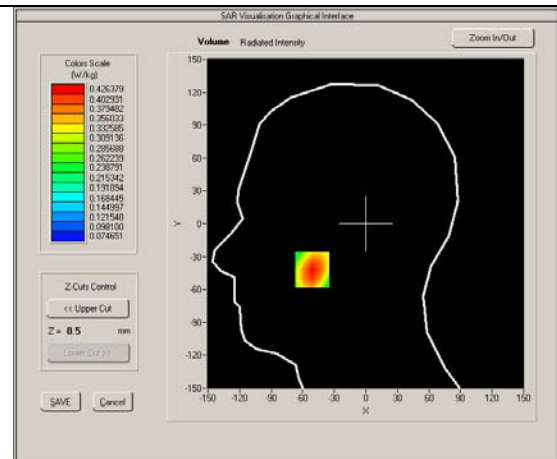 SAR Visualisation Graphical Interface
Volume Radiated Intensity
Zoom In/Out
Colors Scale
(W/kg)
0.426379
0.402931
0.379482
0.356033
0.332585
0.309136
0.285688
0.262239
0.238791
0.215342
0.191894
0.168445
0.144997
0.121548
0.098100
0.074651
Z-Cuts Control
<< Upper Cut
Z = 0.5 mm
Lower Cut >>
SAVE Cancel
150-
120-
90-
60-
30-
Y 0-
-30-
-60-
-90-
-120-
-150-
-150 -120 -90 -60 -30 0 30 60 90 120 150
X